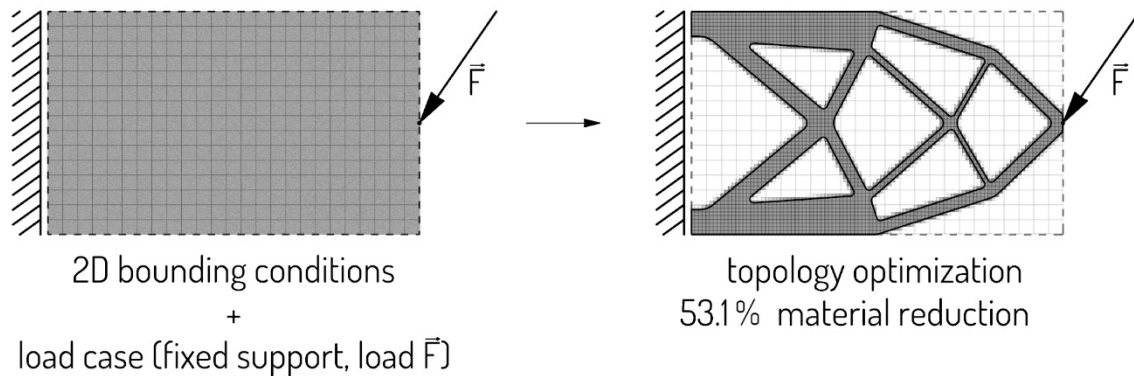 F⃗
F⃗
2D bounding conditions
+
load case (fixed support, load F⃗)
topology optimization
53.1% material reduction